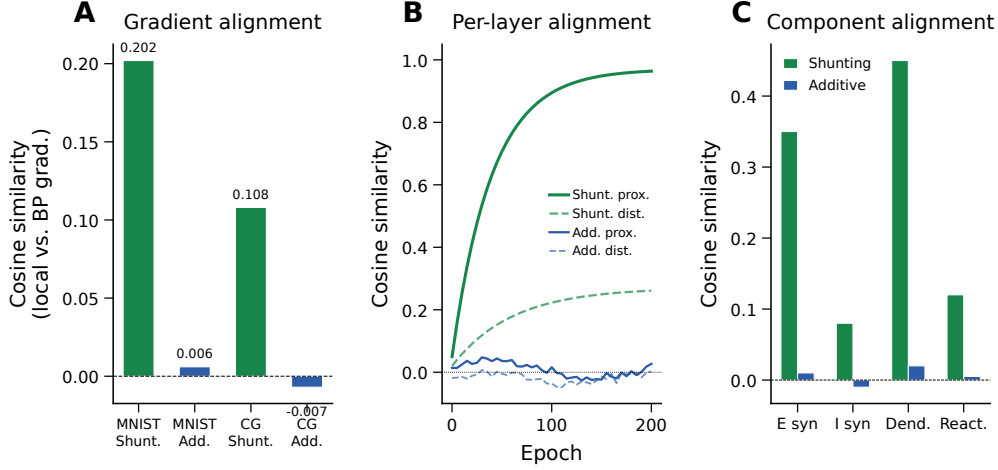 A
Gradient alignment
Cosine similarity
(local vs. BP grad.)
0.20
0.15
0.10
0.05
0.00
0.202
0.006
0.108
-0.007
MNIST
Shunt.
MNIST
Add.
CG
Shunt.
CG
Add.
B
Per-layer alignment
Cosine similarity
1.0
0.8
0.6
0.4
0.2
0.0
Shunt. prox.
Shunt. dist.
Add. prox.
Add. dist.
0
100
200
Epoch
C
Component alignment
Cosine similarity
0.4
0.3
0.2
0.1
0.0
Shunting
Additive
E syn
I syn
Dend.
React.